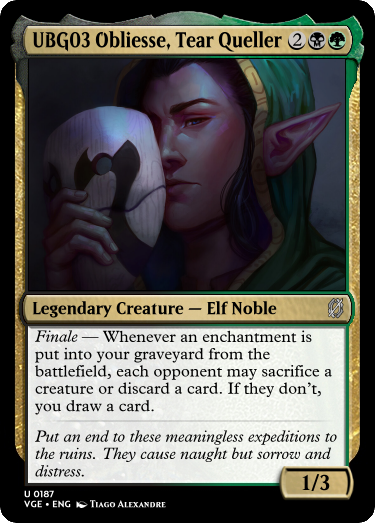 UBG03 Obliesse, Tear Queller 2
Legendary Creature — Elf Noble
Finale — Whenever an enchantment is
put into your graveyard from the
battlefield, each opponent may sacrifice
a creature or discard a card. If they don't,
you draw a card.
Put an end to these meaningless expeditions to
the ruins. They cause naught but sorrow and
distress.
1/3
U 0187
VGE • ENG Tiago Alexandre